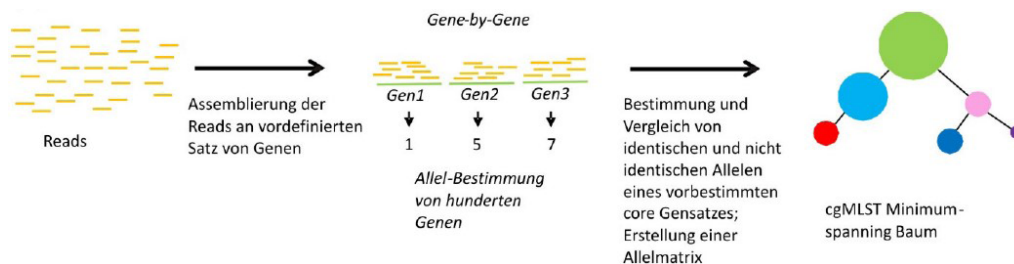 Gene-by-Gene
Reads
Assemblierung der
Reads an vordefinierten
Satz von Genen
Gen1 Gen2 Gen3
1 5 7
Allel-Bestimmung
von hunderten
Genen
Bestimmung und
Vergleich von
identischen und nicht
identischen Allelen
eines vorbestimmten
core Gensatzes;
Erstellung einer
Allelmatrix
cgMLST Minimum-
spanning Baum